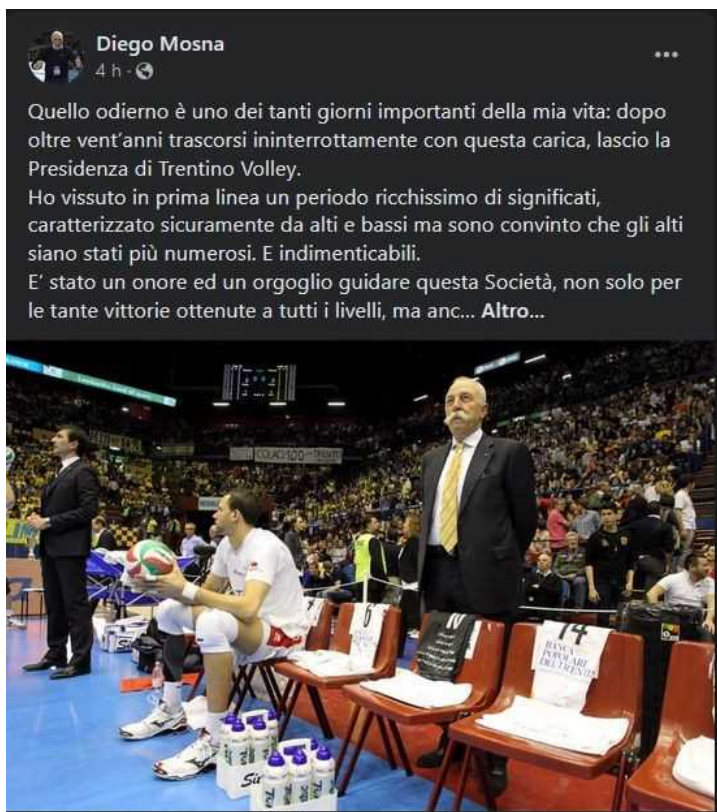 Diego Mosna
4 h ·
Quello odierno è uno dei tanti giorni importanti della mia vita: dopo
oltre vent´anni trascorsi ininterrottamente con questa carica, lascio la
Presidenza di Trentino Volley.
Ho vissuto in prima linea un periodo ricchissimo di significati,
caratterizzato sicuramente da alti e bassi ma sono convinto che gli alti
siano stati più numerosi. E indimenticabili.
E' stato un onore ed un orgoglio guidare questa Società, non solo per
le tante vittorie ottenute a tutti i livelli, ma anc... Altro...
COLACI 100
6
14
BANCA
POPOLARE
DEL TRENTINO